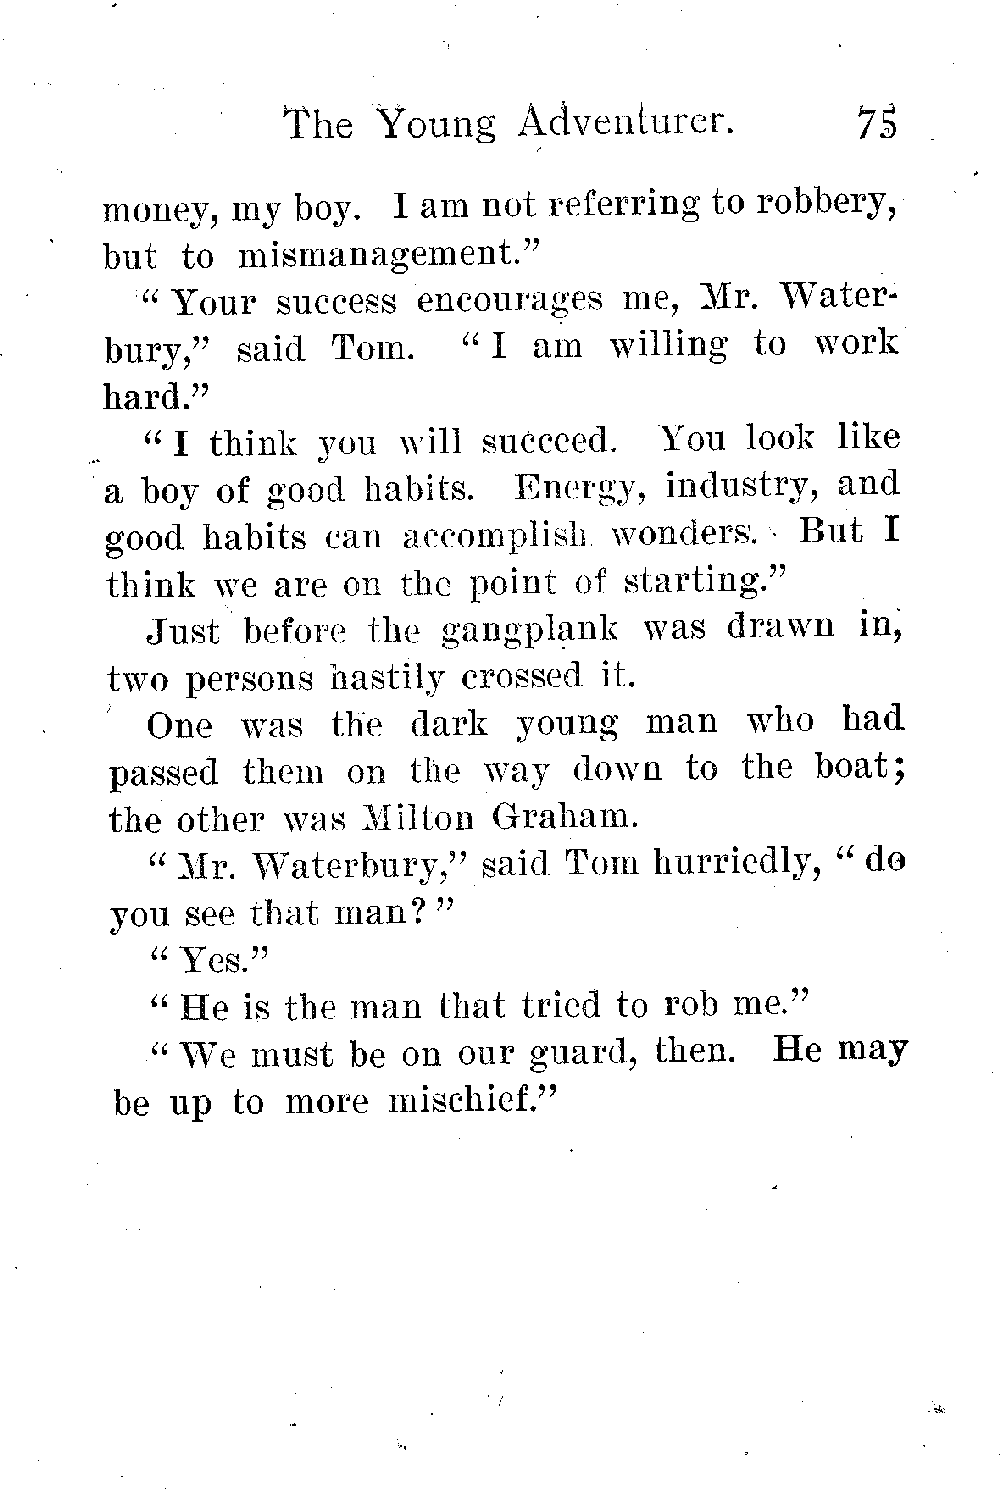 The Young Adventurer. 75
money, my boy. I am not referring to robbery,
but to mismanagement.”
“ Your success encourages me, Mr. Water-
bury,” said Tom. “ I am willing to work
hard.”
“ I think you will succeed. You look like
a boy of good habits. Energy, industry, and
good habits can accomplish wonders. But I
think we are on the point of starting.”
Just before the gangplank was drawn in,
two persons hastily crossed it.
One was the dark young man who had
passed them on the way down to the boat;
the other was Milton Graham.
“ Mr. Waterbury,” said Tom hurriedly, “ do
you see that man? ”
“ Yes.”
“ He is the man that tried to rob me.”
“ We must be on our guard, then. He may
be up to more mischief.”